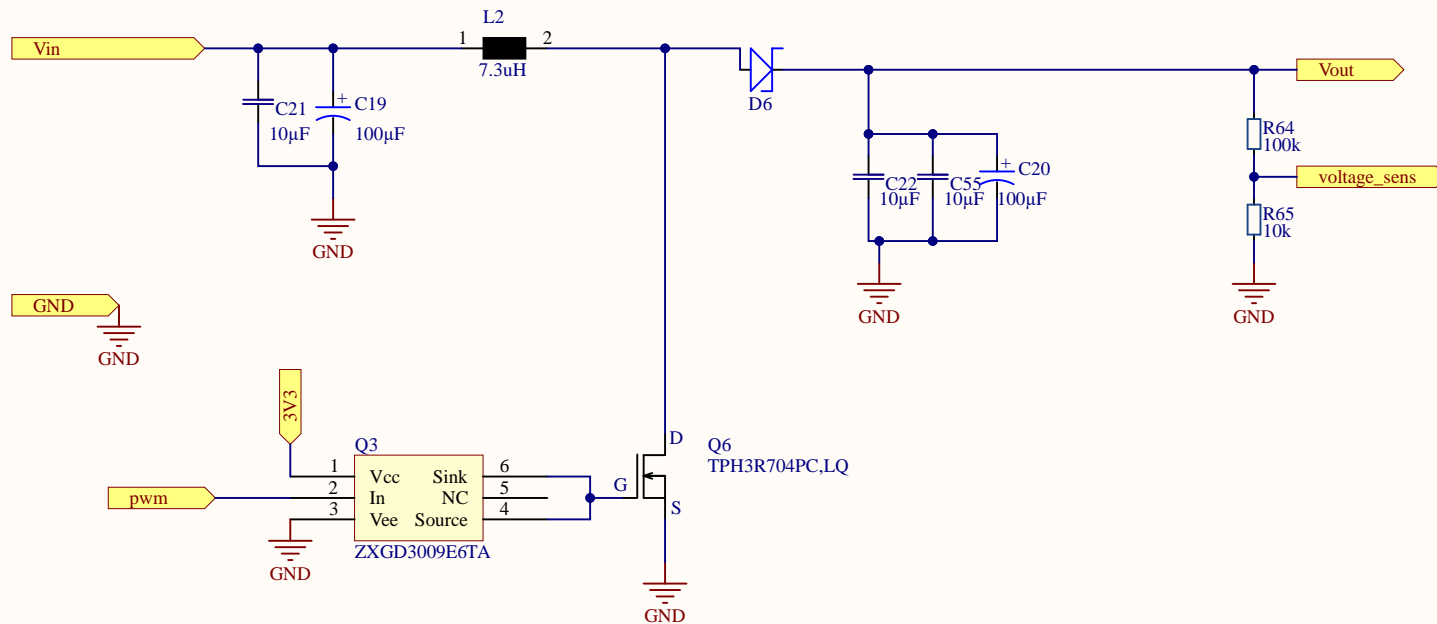 L2
Vin
1
2
7.3uH
Vout
D6
C21
+
C19
10µF
100µF
R64
100k
+
C20
C22
C55
voltage_sens
10µF
10µF
100µF
R65
10k
GND
GND
GND
GND
GND
3V3
Q3
D
Q6
TPH3R704PC,LQ
1
Vcc
Sink
6
pwm
2
In
NC
5
G
3
Vee
Source
4
S
ZXGD3009E6TA
GND
GND